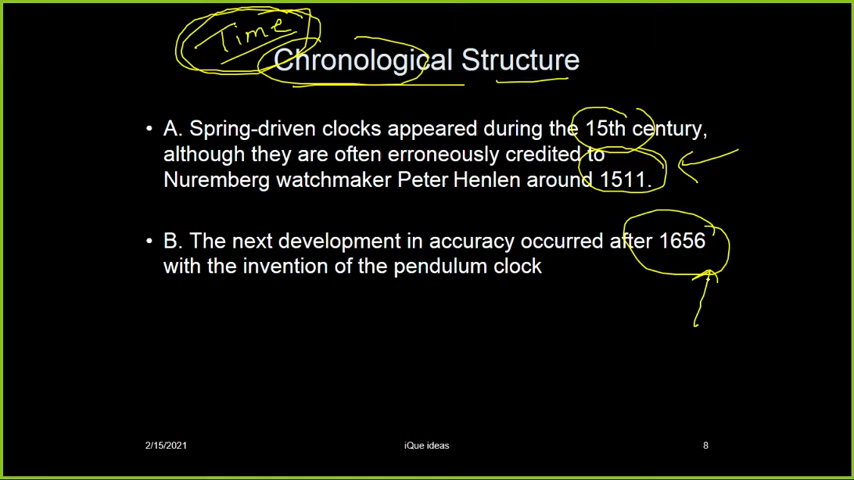 Time
Chronological Structure
• A. Spring-driven clocks appeared during the 15th century,
although they are often erroneously credited to
Nuremberg watchmaker Peter Henlen around 1511.
• B. The next development in accuracy occurred after 1656
with the invention of the pendulum clock
2/15/2021
iQue ideas
8